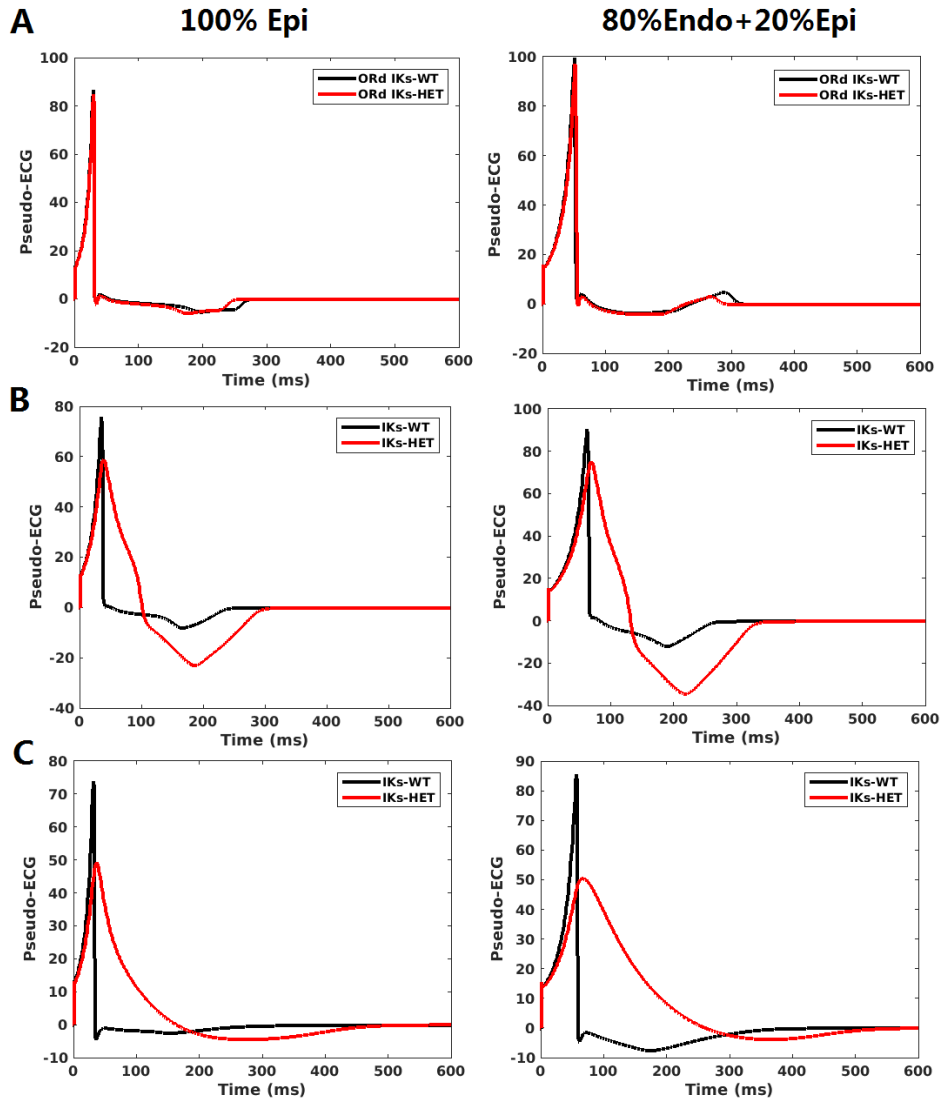 A
100% Epi
80%Endo+20%Epi
100
80
60
40
20
0
-20
Pseudo-ECG
0 100 200 300 400 500 600
Time (ms)
ORd IKs-WT
ORd IKs-HET
100
80
60
40
20
0
-20
Pseudo-ECG
0 100 200 300 400 500 600
Time (ms)
ORd IKs-WT
ORd IKs-HET
B
80
60
40
20
0
-20
-40
Pseudo-ECG
0 100 200 300 400 500 600
Time (ms)
IKs-WT
IKs-HET
100
80
60
40
20
0
-20
-40
Pseudo-ECG
0 100 200 300 400 500 600
Time (ms)
IKs-WT
IKs-HET
C
80
70
60
50
40
30
20
10
0
-10
Pseudo-ECG
0 100 200 300 400 500 600
Time (ms)
IKs-WT
IKs-HET
90
80
70
60
50
40
30
20
10
0
-10
Pseudo-ECG
0 100 200 300 400 500 600
Time (ms)
IKs-WT
IKs-HET